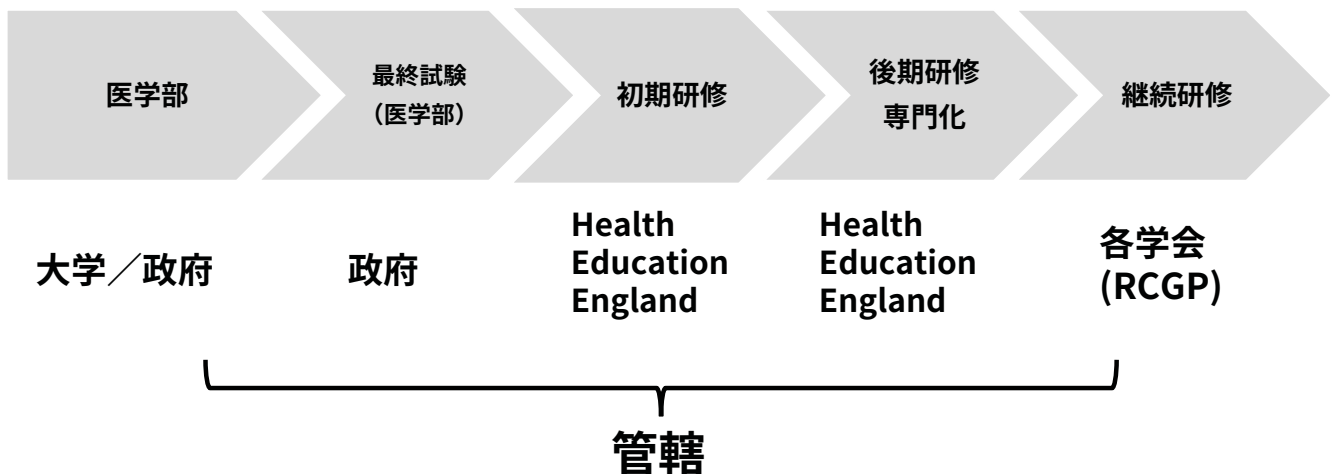 医学部
最終試験
（医学部）
初期研修
後期研修
専門化
継続研修
大学／政府
政府
Health
Education
England
Health
Education
England
各学会
(RCGP)
管轄